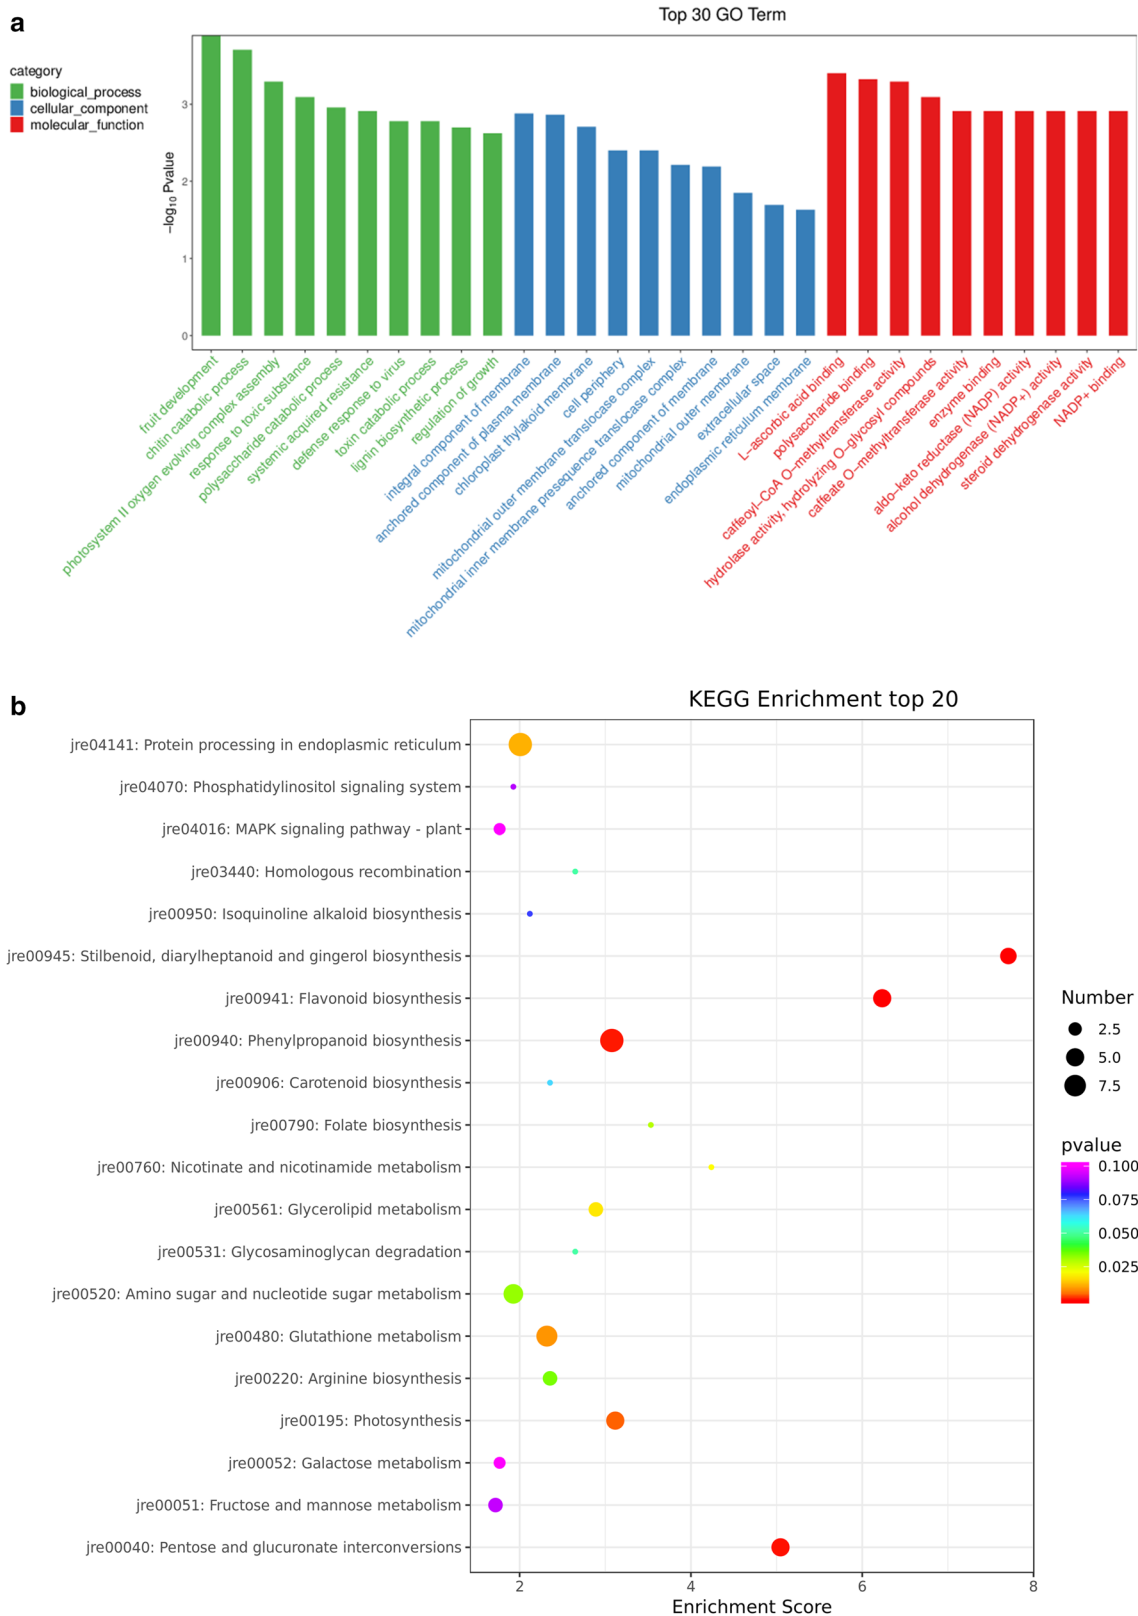 a
Top 30 GO Term
category
biological_process
cellular_component
molecular_function
−log10 Pvalue
3
2
1
0
fruit development
chitin catabolic process
photosystem II oxygen evolving complex assembly
response to toxic substance
polysaccharide catabolic process
systemic acquired resistance
defense response to virus
toxin catabolic process
lignin biosynthetic process
regulation of growth
integral component of membrane
anchored component of plasma membrane
chloroplast thylakoid membrane
cell periphery
mitochondrial outer membrane translocase complex
mitochondrial inner membrane presequence translocase complex
anchored component of membrane
mitochondrial outer membrane
extracellular space
endoplasmic reticulum membrane
L−ascorbic acid binding
polysaccharide binding
caffeoyl−CoA O−methyltransferase activity
hydrolase activity, hydrolyzing O−glycosyl compounds
caffeate O−methyltransferase activity
enzyme binding
aldo−keto reductase (NADP) activity
alcohol dehydrogenase (NADP+) activity
steroid dehydrogenase activity
NADP+ binding
b
KEGG Enrichment top 20
jre04141: Protein processing in endoplasmic reticulum
jre04070: Phosphatidylinositol signaling system
jre04016: MAPK signaling pathway - plant
jre03440: Homologous recombination
jre00950: Isoquinoline alkaloid biosynthesis
jre00945: Stilbenoid, diarylheptanoid and gingerol biosynthesis
jre00941: Flavonoid biosynthesis
jre00940: Phenylpropanoid biosynthesis
jre00906: Carotenoid biosynthesis
jre00790: Folate biosynthesis
jre00760: Nicotinate and nicotinamide metabolism
jre00561: Glycerolipid metabolism
jre00531: Glycosaminoglycan degradation
jre00520: Amino sugar and nucleotide sugar metabolism
jre00480: Glutathione metabolism
jre00220: Arginine biosynthesis
jre00195: Photosynthesis
jre00052: Galactose metabolism
jre00051: Fructose and mannose metabolism
jre00040: Pentose and glucuronate interconversions
2 4 6 8
Enrichment Score
Number
2.5
5.0
7.5
pvalue
0.100
0.075
0.050
0.025